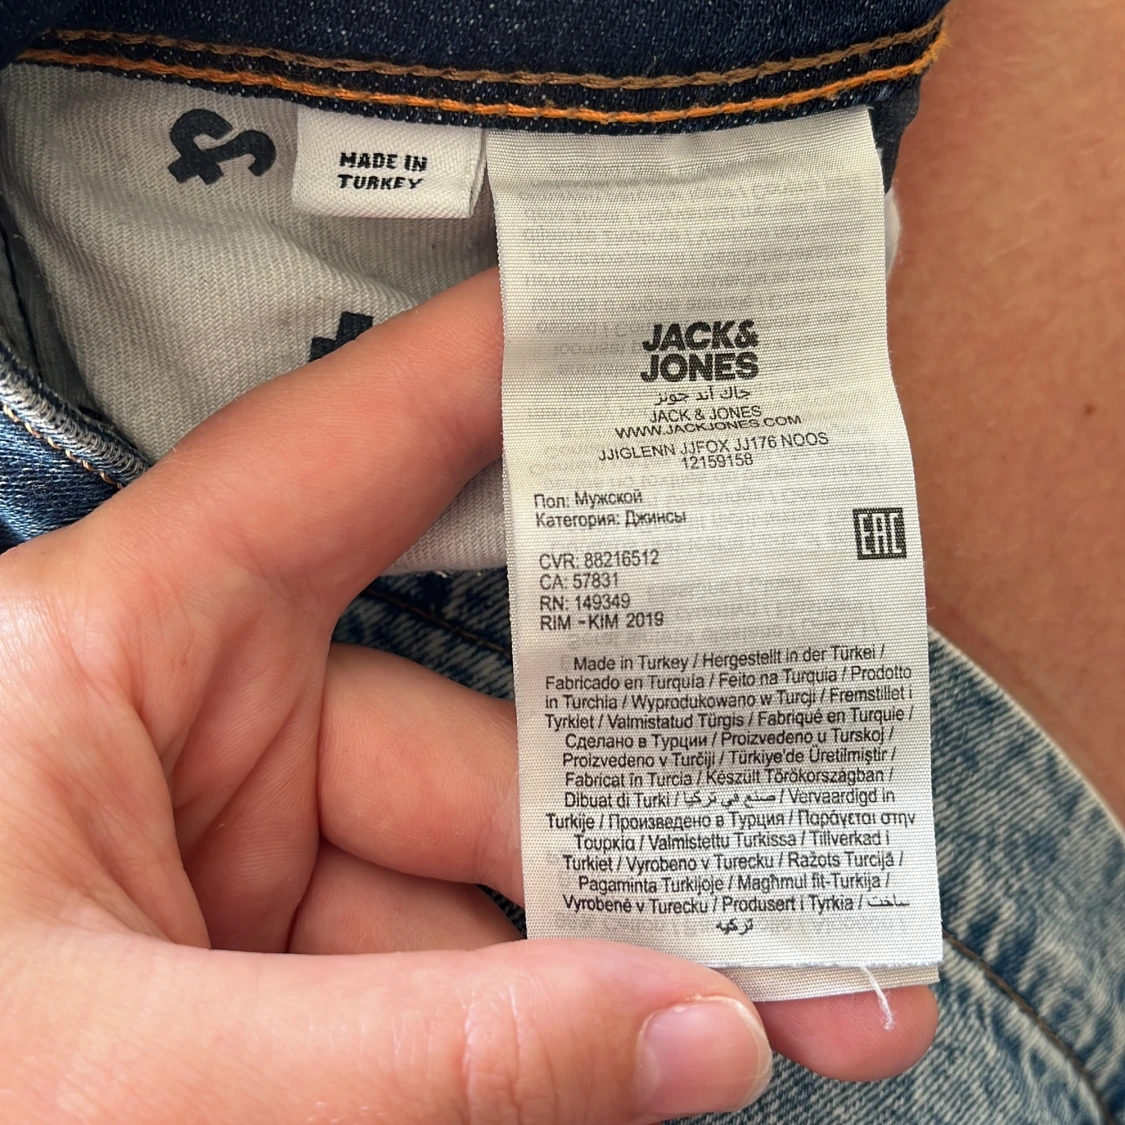 MADE IN
TURKEY
JACK&
JONES
جاك أند جونز
JACK & JONES
WWW.JACKJONES.COM
JJIGLENN JJFOX JJ176 NOOS
12159158
Пол: Мужской
Категория: Джинсы
EAC
CVR: 88216512
CA: 57831
RN: 149349
RIM -KIM 2019
Made in Turkey / Hergestellt in der Türkei /
Fabricado en Turquía / Feito na Turquia / Prodotto
in Turchia / Wyprodukowano w Turcji / Fremstillet i
Tyrkiet / Valmistatud Türgis / Fabriqué en Turquie /
Сделано в Турции / Proizvedeno u Turskoj /
Proizvedeno v Turčiji / Türkiye'de Üretilmiştir /
Fabricat în Turcia / Készült Törökországban /
Dibuat di Turki / صنع في تركيا / Vervaardigd in
Turkije / Произведено в Турция / Παράγεται στην
Τουρκία / Valmistettu Turkissa / Tillverkad i
Turkiet / Vyrobeno v Turecku / Ražots Turcijā /
Pagaminta Turkijoje / Magħmul fit-Turkija /
Vyrobené v Turecku / Produsert i Tyrkia / ساخت
تركيه